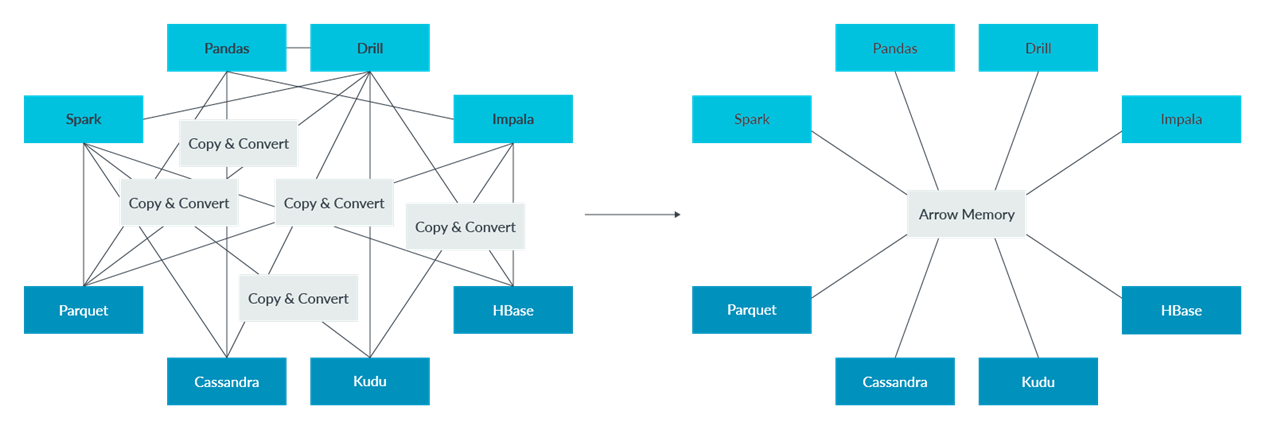 Pandas
Drill
Spark
Impala
Copy & Convert
Copy & Convert
Copy & Convert
Copy & Convert
Copy & Convert
Parquet
HBase
Cassandra
Kudu
Pandas
Drill
Spark
Impala
Arrow Memory
Parquet
HBase
Cassandra
Kudu